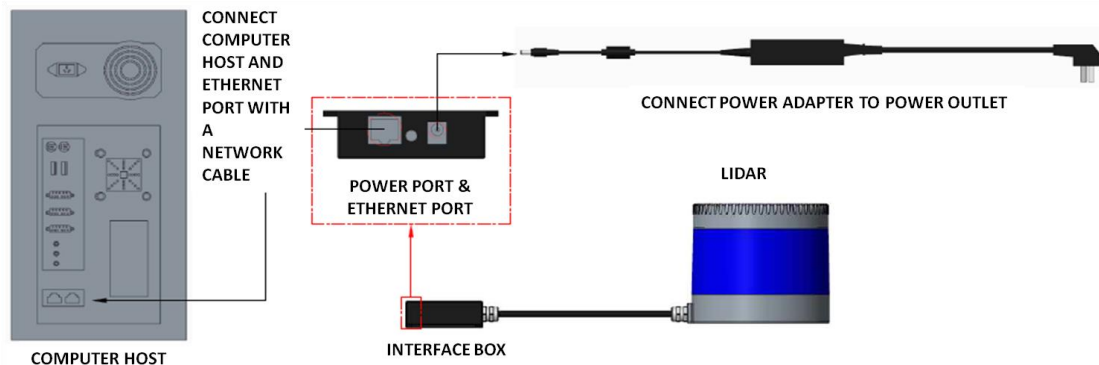 CONNECT
COMPUTER
HOST AND
ETHERNET
PORT WITH
A
NETWORK
CABLE
CONNECT POWER ADAPTER TO POWER OUTLET
POWER PORT &
ETHERNET PORT
LIDAR
INTERFACE BOX
COMPUTER HOST